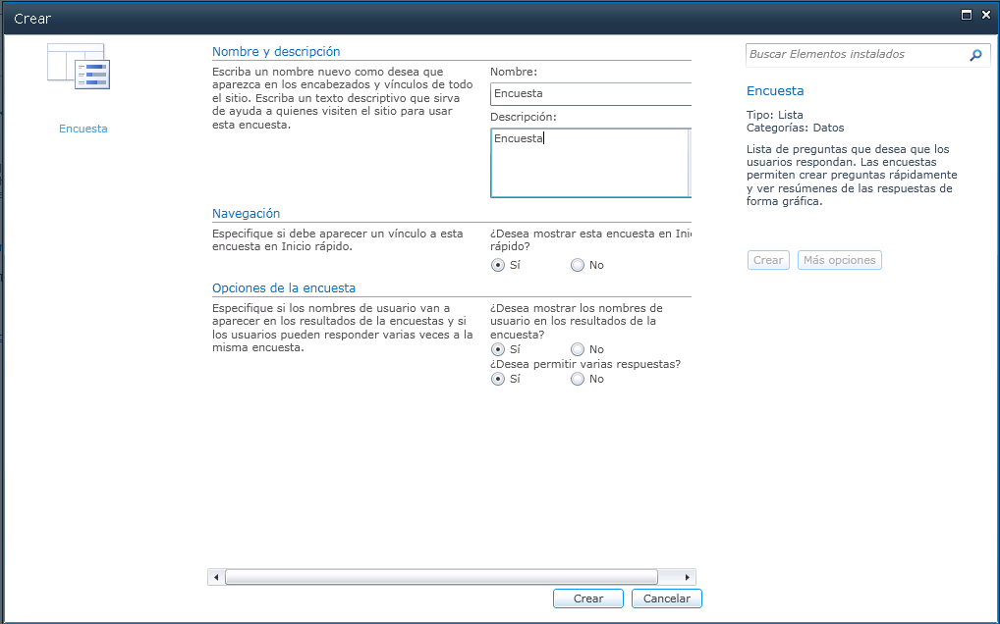 Crear
Encuesta
Nombre y descripción
Escriba un nombre nuevo como desea que
aparezca en los encabezados y vínculos de todo
el sitio. Escriba un texto descriptivo que sirva
de ayuda a quienes visiten el sitio para usar
esta encuesta.
Nombre:
Encuesta
Descripción:
Encuesta
Navegación
Especifique si debe aparecer un vínculo a esta
encuesta en Inicio rápido.
¿Desea mostrar esta encuesta en Ini
rápido?
Sí No
Opciones de la encuesta
Especifique si los nombres de usuario van a
aparecer en los resultados de la encuestas y si
los usuarios pueden responder varias veces a la
misma encuesta.
¿Desea mostrar los nombres de
usuario en los resultados de la
encuesta?
Sí No
¿Desea permitir varias respuestas?
Sí No
Crear Cancelar
Buscar Elementos instalados
Encuesta
Tipo: Lista
Categorías: Datos
Lista de preguntas que desea que los
usuarios respondan. Las encuestas
permiten crear preguntas rápidamente
y ver resúmenes de las respuestas de
forma gráfica.
Crear Más opciones